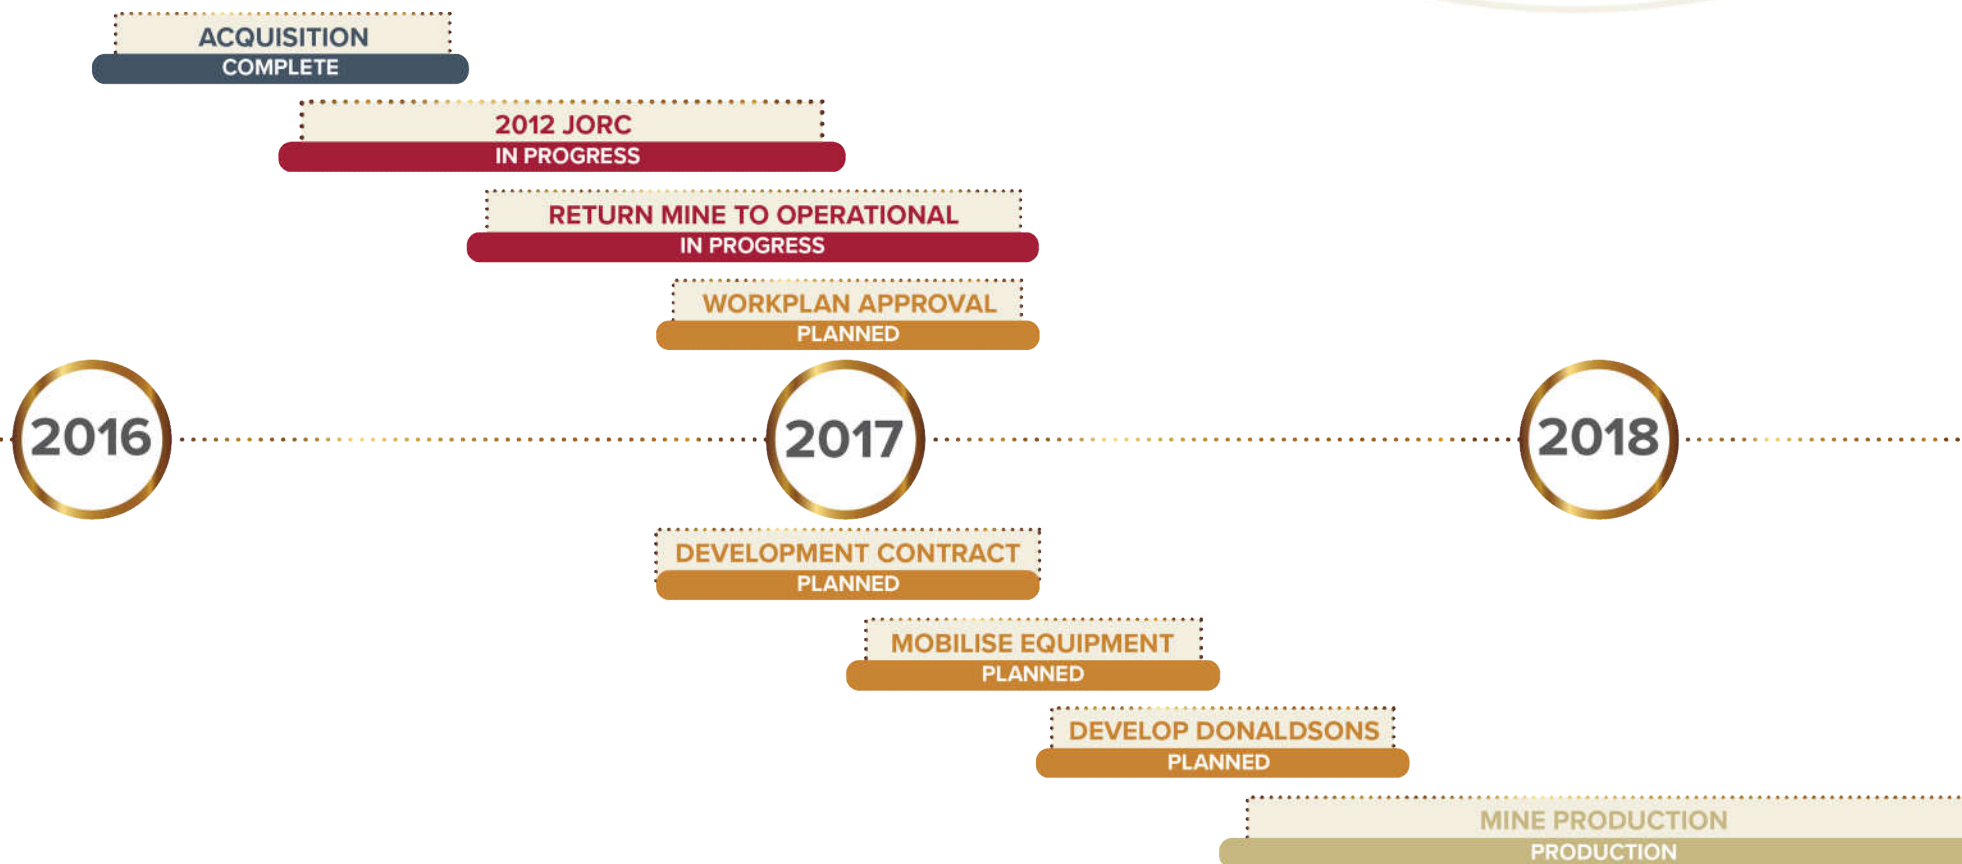 ACQUISITION
COMPLETE
2012 JORC
IN PROGRESS
RETURN MINE TO OPERATIONAL
IN PROGRESS
WORKPLAN APPROVAL
PLANNED
2016
2017
2018
DEVELOPMENT CONTRACT
PLANNED
MOBILISE EQUIPMENT
PLANNED
DEVELOP DONALDSONS
PLANNED
MINE PRODUCTION
PRODUCTION